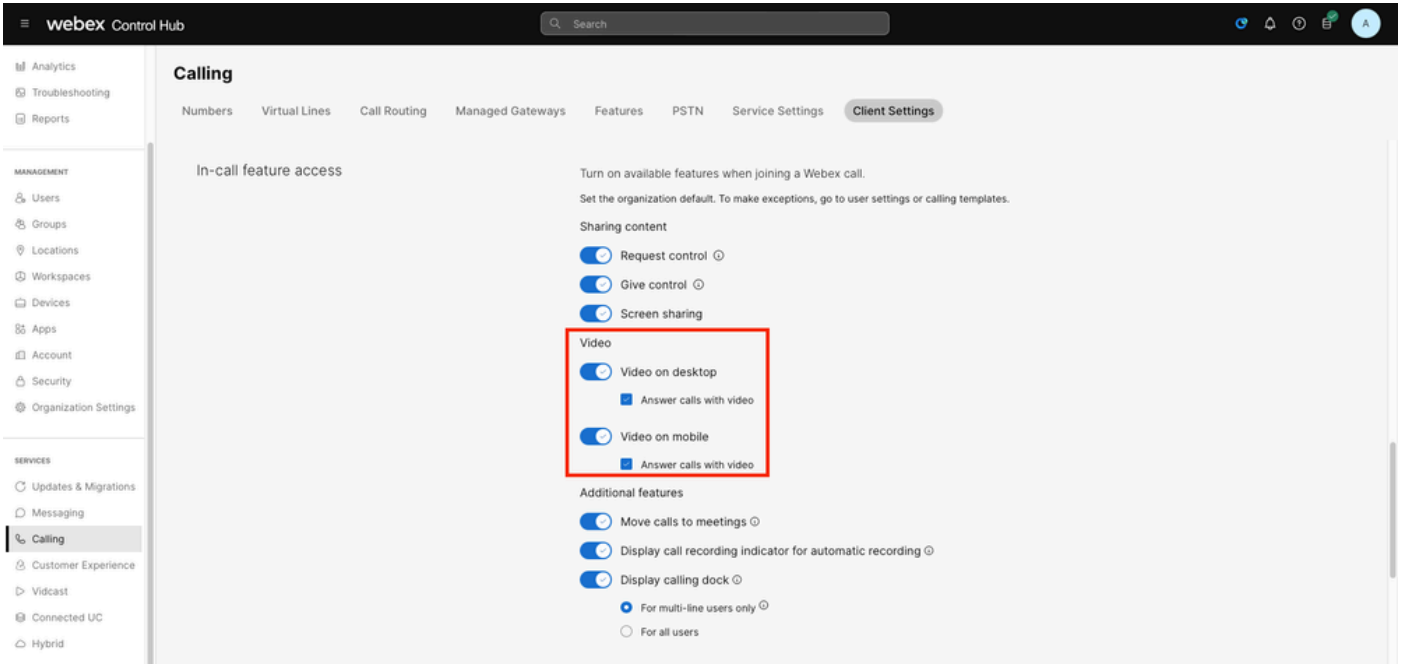 webex Control Hub
Search
A
Analytics
Troubleshooting
Reports
MANAGEMENT
Users
Groups
Locations
Workspaces
Devices
Apps
Account
Security
Organization Settings
SERVICES
Updates & Migrations
Messaging
Calling
Customer Experience
Vidcast
Connected UC
Hybrid
Calling
Numbers Virtual Lines Call Routing Managed Gateways Features PSTN Service Settings Client Settings
In-call feature access
Turn on available features when joining a Webex call.
Set the organization default. To make exceptions, go to user settings or calling templates.
Sharing content
Request control
Give control
Screen sharing
Video
Video on desktop
Answer calls with video
Video on mobile
Answer calls with video
Additional features
Move calls to meetings
Display call recording indicator for automatic recording
Display calling dock
For multi-line users only
For all users